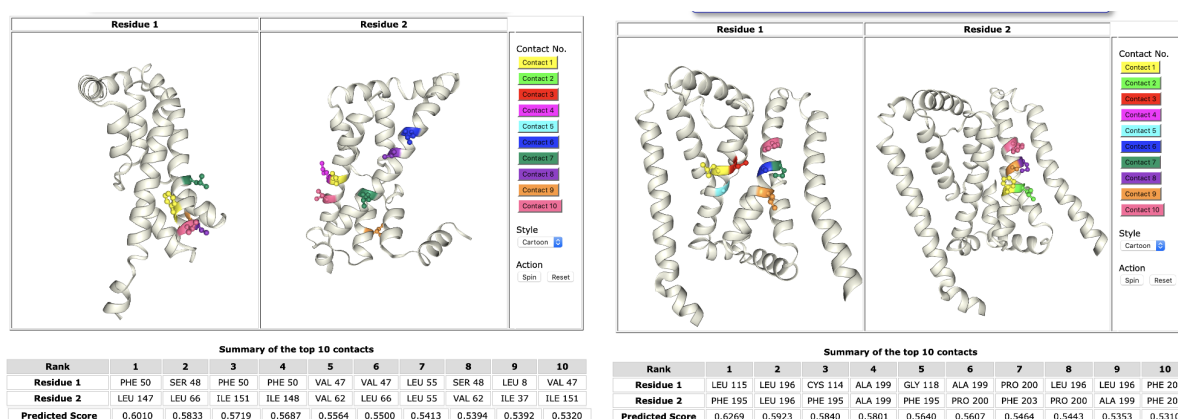 Residue 1 Residue 2
Contact No.
Contact 1
Contact 2
Contact 3
Contact 4
Contact 5
Contact 6
Contact 7
Contact 8
Contact 9
Contact 10
Style
Cartoon
Action
Spin Reset
Summary of the top 10 contacts
Rank 1 2 3 4 5 6 7 8 9 10
Residue 1 PHE 50 SER 48 PHE 50 PHE 50 VAL 47 VAL 47 LEU 55 SER 48 LEU 8 VAL 47
Residue 2 LEU 147 LEU 66 ILE 151 ILE 148 VAL 62 LEU 66 LEU 55 VAL 62 ILE 37 ILE 151
Predicted Score 0.6010 0.5833 0.5719 0.5687 0.5564 0.5500 0.5413 0.5394 0.5392 0.5320
Residue 1 Residue 2
Contact No.
Contact 1
Contact 2
Contact 3
Contact 4
Contact 5
Contact 6
Contact 7
Contact 8
Contact 9
Contact 10
Style
Cartoon
Action
Spin Reset
Summary of the top 10 contacts
Rank 1 2 3 4 5 6 7 8 9 10
Residue 1 LEU 115 LEU 196 CYS 114 ALA 199 GLY 118 ALA 199 PRO 200 LEU 196 LEU 196 PHE 20
Residue 2 PHE 195 LEU 196 PHE 195 ALA 199 PHE 195 PRO 200 PHE 203 PRO 200 ALA 199 PHE 20
Predicted Score 0.6269 0.5923 0.5840 0.5801 0.5640 0.5607 0.5464 0.5443 0.5353 0.5310